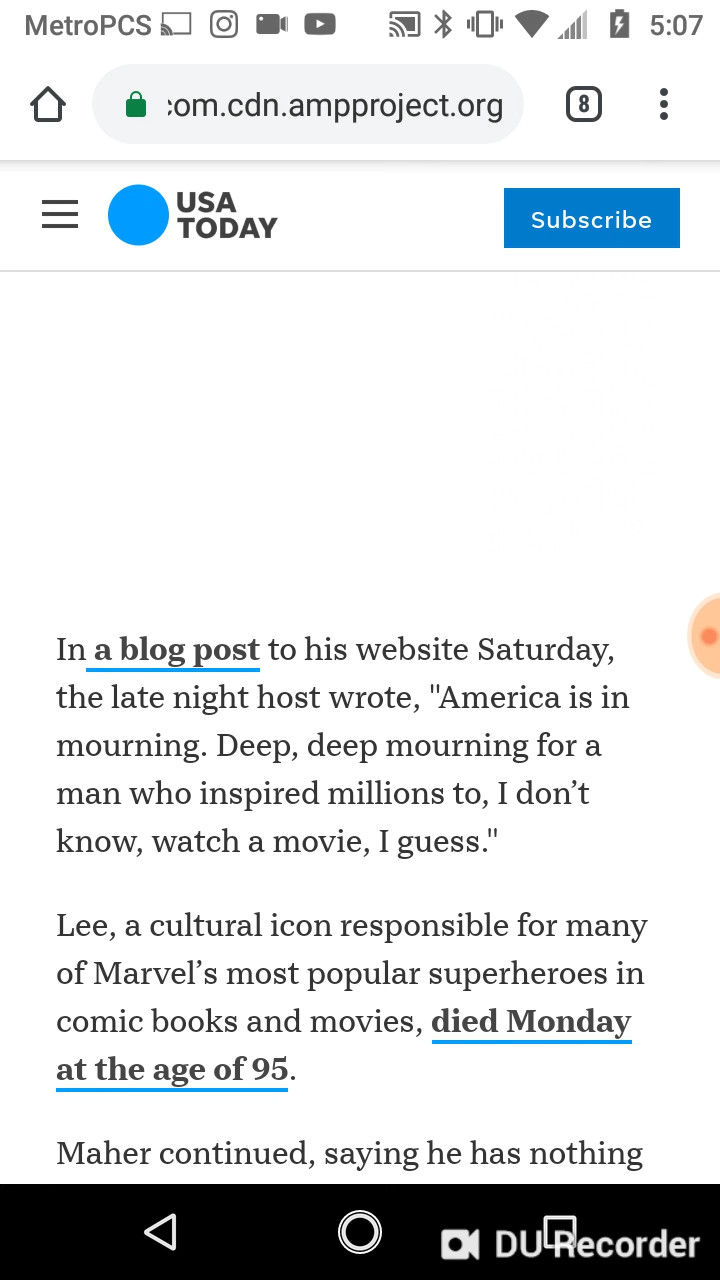 MetroPCS 5:07
:om.cdn.ampproject.org 8
USA
TODAY
Subscribe
In a blog post to his website Saturday,
the late night host wrote, "America is in
mourning. Deep, deep mourning for a
man who inspired millions to, I don’t
know, watch a movie, I guess."
Lee, a cultural icon responsible for many
of Marvel’s most popular superheroes in
comic books and movies, died Monday
at the age of 95.
Maher continued, saying he has nothing
DU Recorder